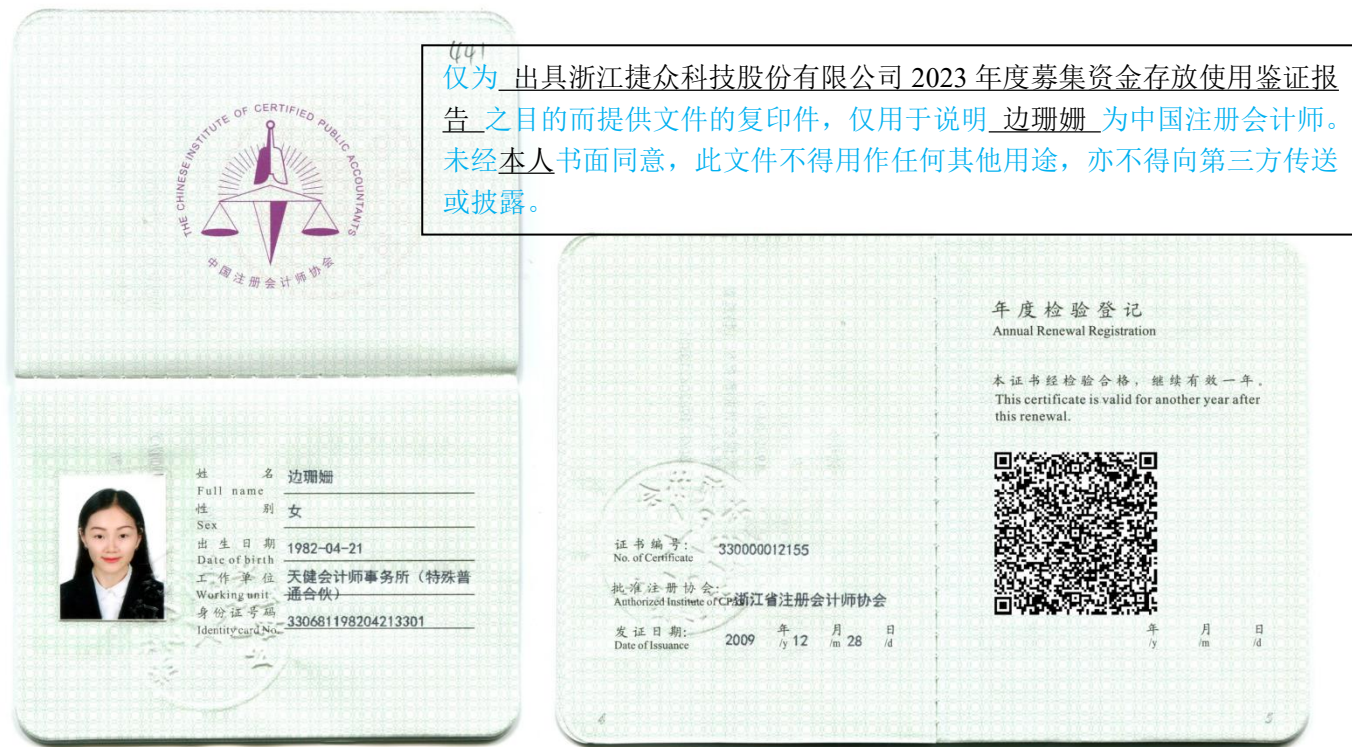 441
仅为 出具浙江捷众科技股份有限公司 2023 年度募集资金存放使用鉴证报
告 之目的而提供文件的复印件，仅用于说明 边珊姗 为中国注册会计师。
未经本人书面同意，此文件不得用作任何其他用途，亦不得向第三方传送
或披露。
THE CHINESE INSTITUTE OF CERTIFIED PUBLIC ACCOUNTANTS
中国注册会计师协会
姓 名 边珊姗
Full name
性 别 女
Sex
出生日期 1982-04-21
Date of birth
工作单位 天健会计师事务所（特殊普
Working unit 通合伙）
身份证号码 330681198204213301
Identity card No.
证书编号： 330000012155
No. of Certificate
批准注册协会： 浙江省注册会计师协会
Authorized Institute of CPAs
发证日期： 2009 年 12 月 28 日
Date of Issuance /y /m /d
6
年度检验登记
Annual Renewal Registration
本证书经检验合格，继续有效一年。
This certificate is valid for another year after
this renewal.
年 月 日
/y /m /d
5